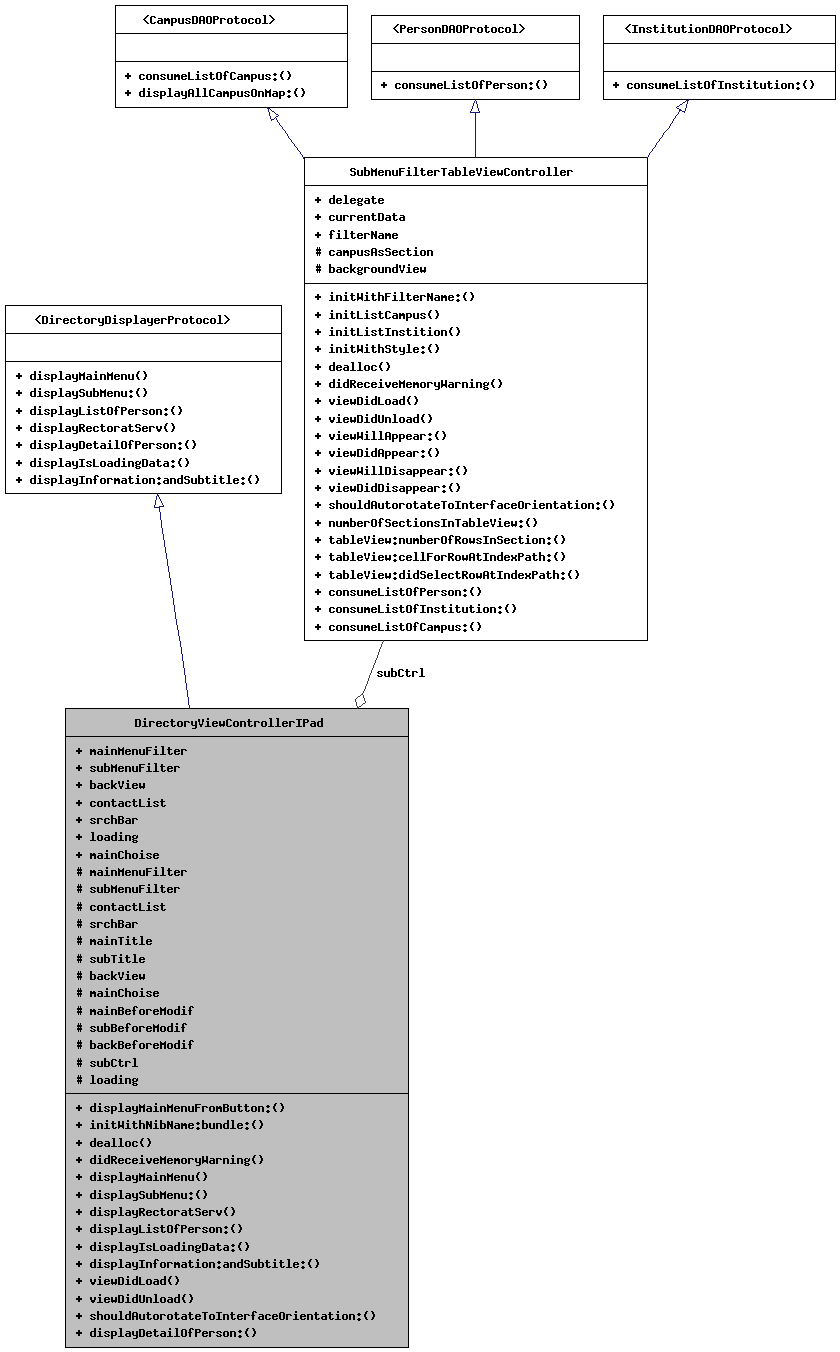 <CampusDAOProtocol>
+ consumeListOfCampus:()
+ displayAllCampusOnMap:()
<PersonDAOProtocol>
+ consumeListOfPerson:()
<InstitutionDAOProtocol>
+ consumeListOfInstitution:()
SubMenuFilterTableViewController
+ delegate
+ currentData
+ filterName
# campusAsSection
# backgroundView
+ initWithFilterName:()
+ initListCampus()
+ initListInstition()
+ initWithStyle:()
+ dealloc()
+ didReceiveMemoryWarning()
+ viewDidLoad()
+ viewDidUnload()
+ viewWillAppear:()
+ viewDidAppear:()
+ viewWillDisappear:()
+ viewDidDisappear:()
+ shouldAutorotateToInterfaceOrientation:()
+ numberOfSectionsInTableView:()
+ tableView:numberOfRowsInSection:()
+ tableView:cellForRowAtIndexPath:()
+ tableView:didSelectRowAtIndexPath:()
+ consumeListOfPerson:()
+ consumeListOfInstitution:()
+ consumeListOfCampus:()
<DirectoryDisplayerProtocol>
+ displayMainMenu()
+ displaySubMenu:()
+ displayListOfPerson:()
+ displayRectoratServ()
+ displayDetailOfPerson:()
+ displayIsLoadingData:()
+ displayInformation:andSubtitle:()
subCtrl
DirectoryViewControllerIPad
+ mainMenuFilter
+ subMenuFilter
+ backView
+ contactList
+ srchBar
+ loading
+ mainChoise
# mainMenuFilter
# subMenuFilter
# contactList
# srchBar
# mainTitle
# subTitle
# backView
# mainChoise
# mainBeforeModif
# subBeforeModif
# backBeforeModif
# subCtrl
# loading
+ displayMainMenuFromButton:()
+ initWithNibName:bundle:()
+ dealloc()
+ didReceiveMemoryWarning()
+ displayMainMenu()
+ displaySubMenu:()
+ displayRectoratServ()
+ displayListOfPerson:()
+ displayIsLoadingData:()
+ displayInformation:andSubtitle:()
+ viewDidLoad()
+ viewDidUnload()
+ shouldAutorotateToInterfaceOrientation:()
+ displayDetailOfPerson:()